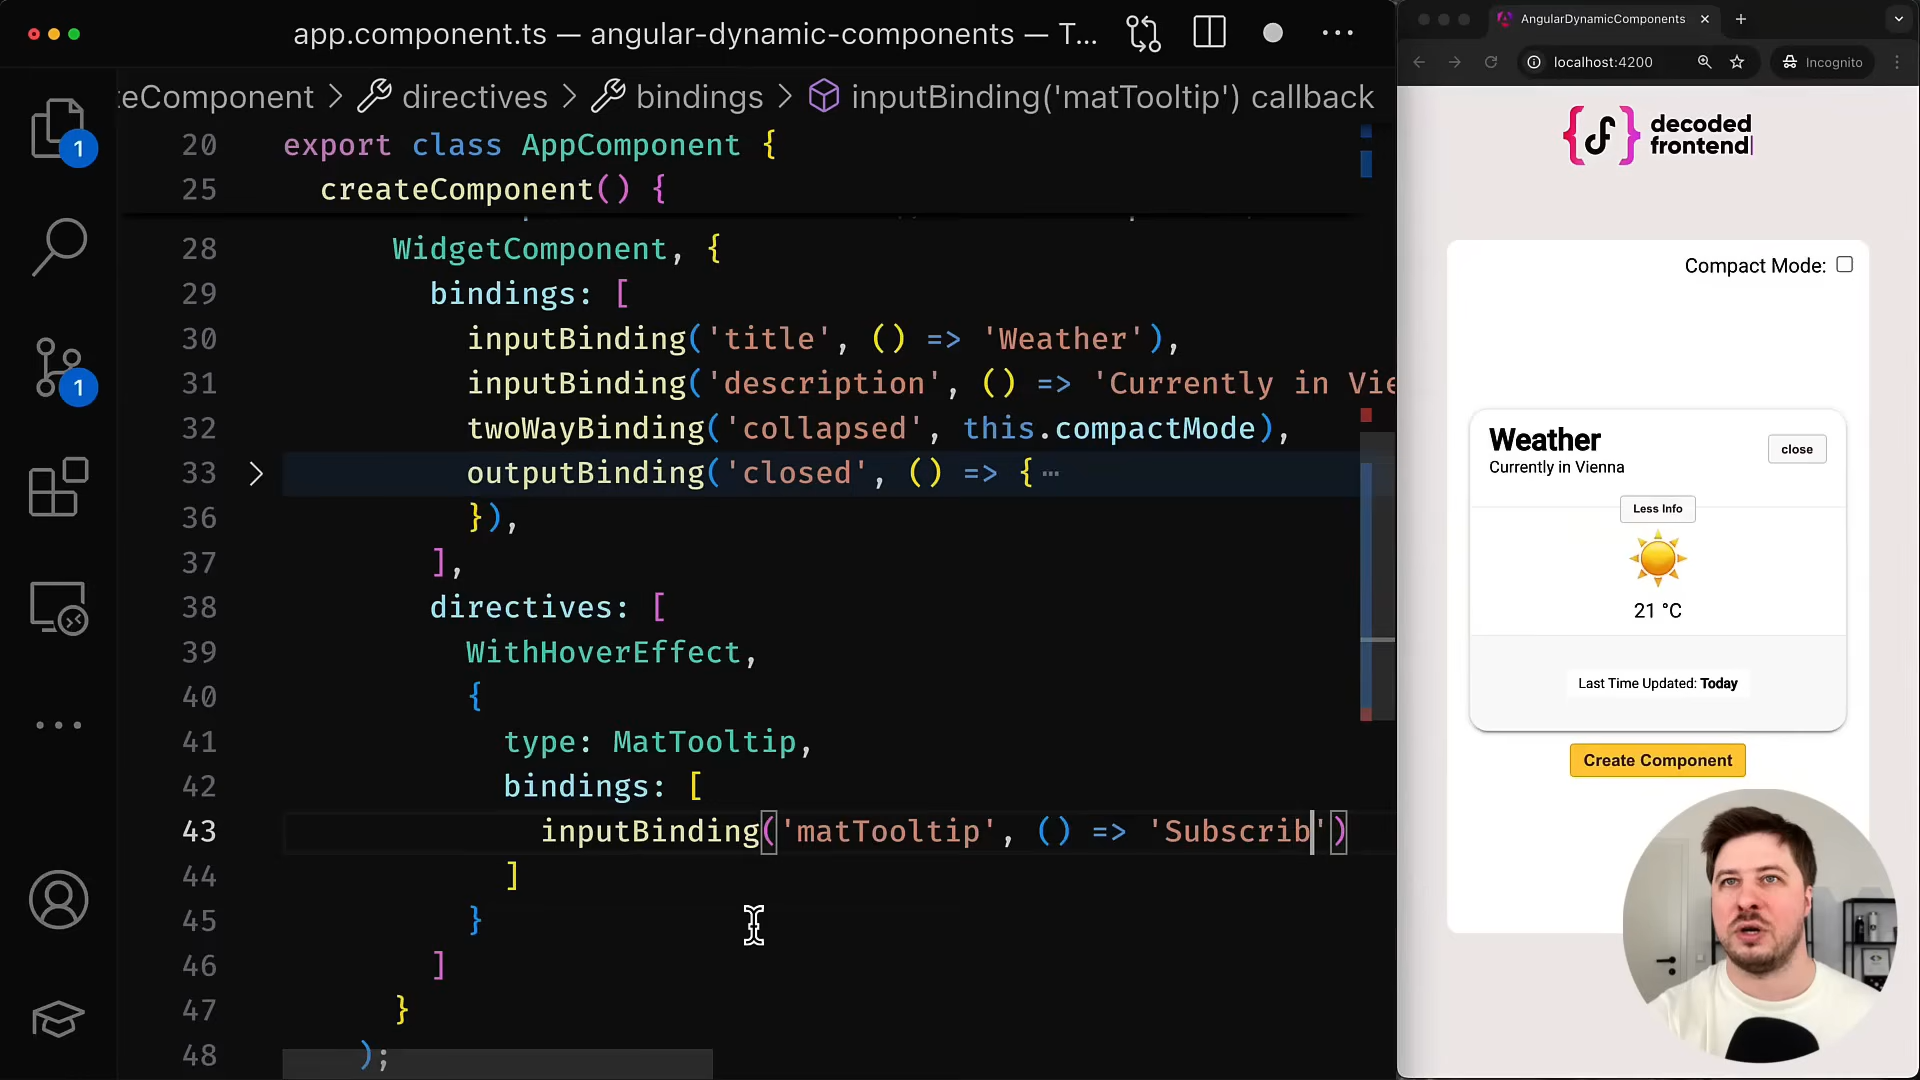 app.component.ts — angular-dynamic-components — T...
eComponent > directives > bindings > inputBinding('matTooltip') callback
20 export class AppComponent {
25 createComponent() {
28 WidgetComponent, {
29 bindings: [
30 inputBinding('title', () => 'Weather'),
31 inputBinding('description', () => 'Currently in Vie
32 twoWayBinding('collapsed', this.compactMode),
33 outputBinding('closed', () => { ⋯
36 }),
37 ],
38 directives: [
39 WithHoverEffect,
40 {
41 type: MatTooltip,
42 bindings: [
43 inputBinding('matTooltip', () => 'Subscrib')
44 ]
45 }
46 ]
47 }
48 );
1
1
AngularDynamicComponents
localhost:4200
Incognito
decoded
frontend
Compact Mode:
Weather
close
Currently in Vienna
Less Info
21 °C
Last Time Updated: Today
Create Component